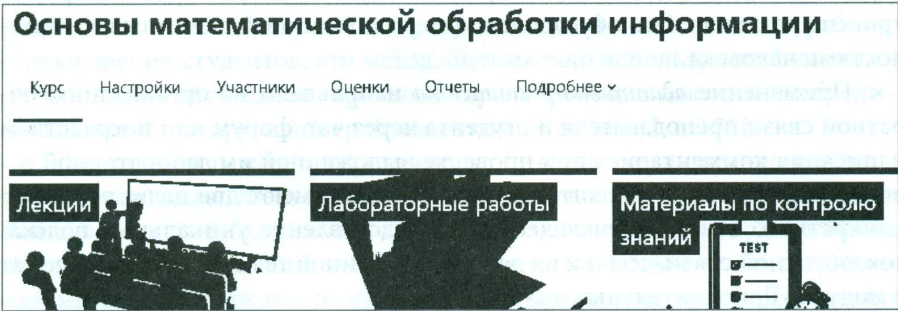 Основы математической обработки информации
Курс Настройки Участники Оценки Отчеты Подробнее
Лекции
Лабораторные работы
Материалы по контролю
знаний
TEST